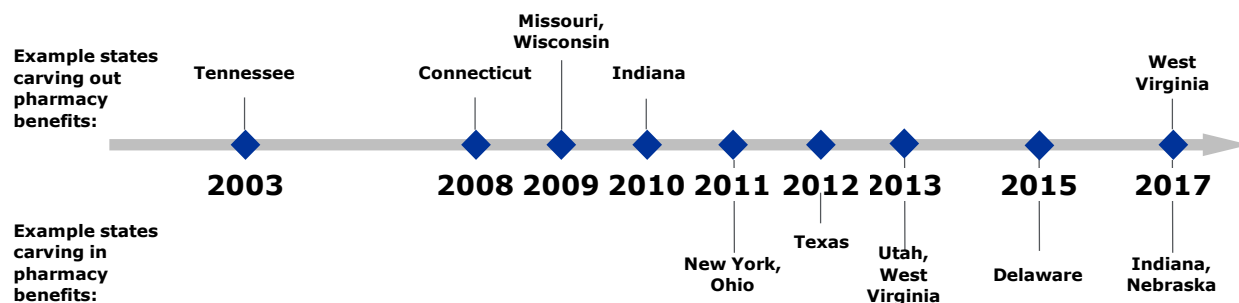 Example states
carving out
pharmacy
benefits:
Tennessee
Connecticut
Missouri,
Wisconsin
Indiana
West
Virginia
2003
2008
2009
2010
2011
2012
2013
2015
2017
Example states
carving in
pharmacy
benefits:
New York,
Ohio
Texas
Utah,
West
Virginia
Delaware
Indiana,
Nebraska